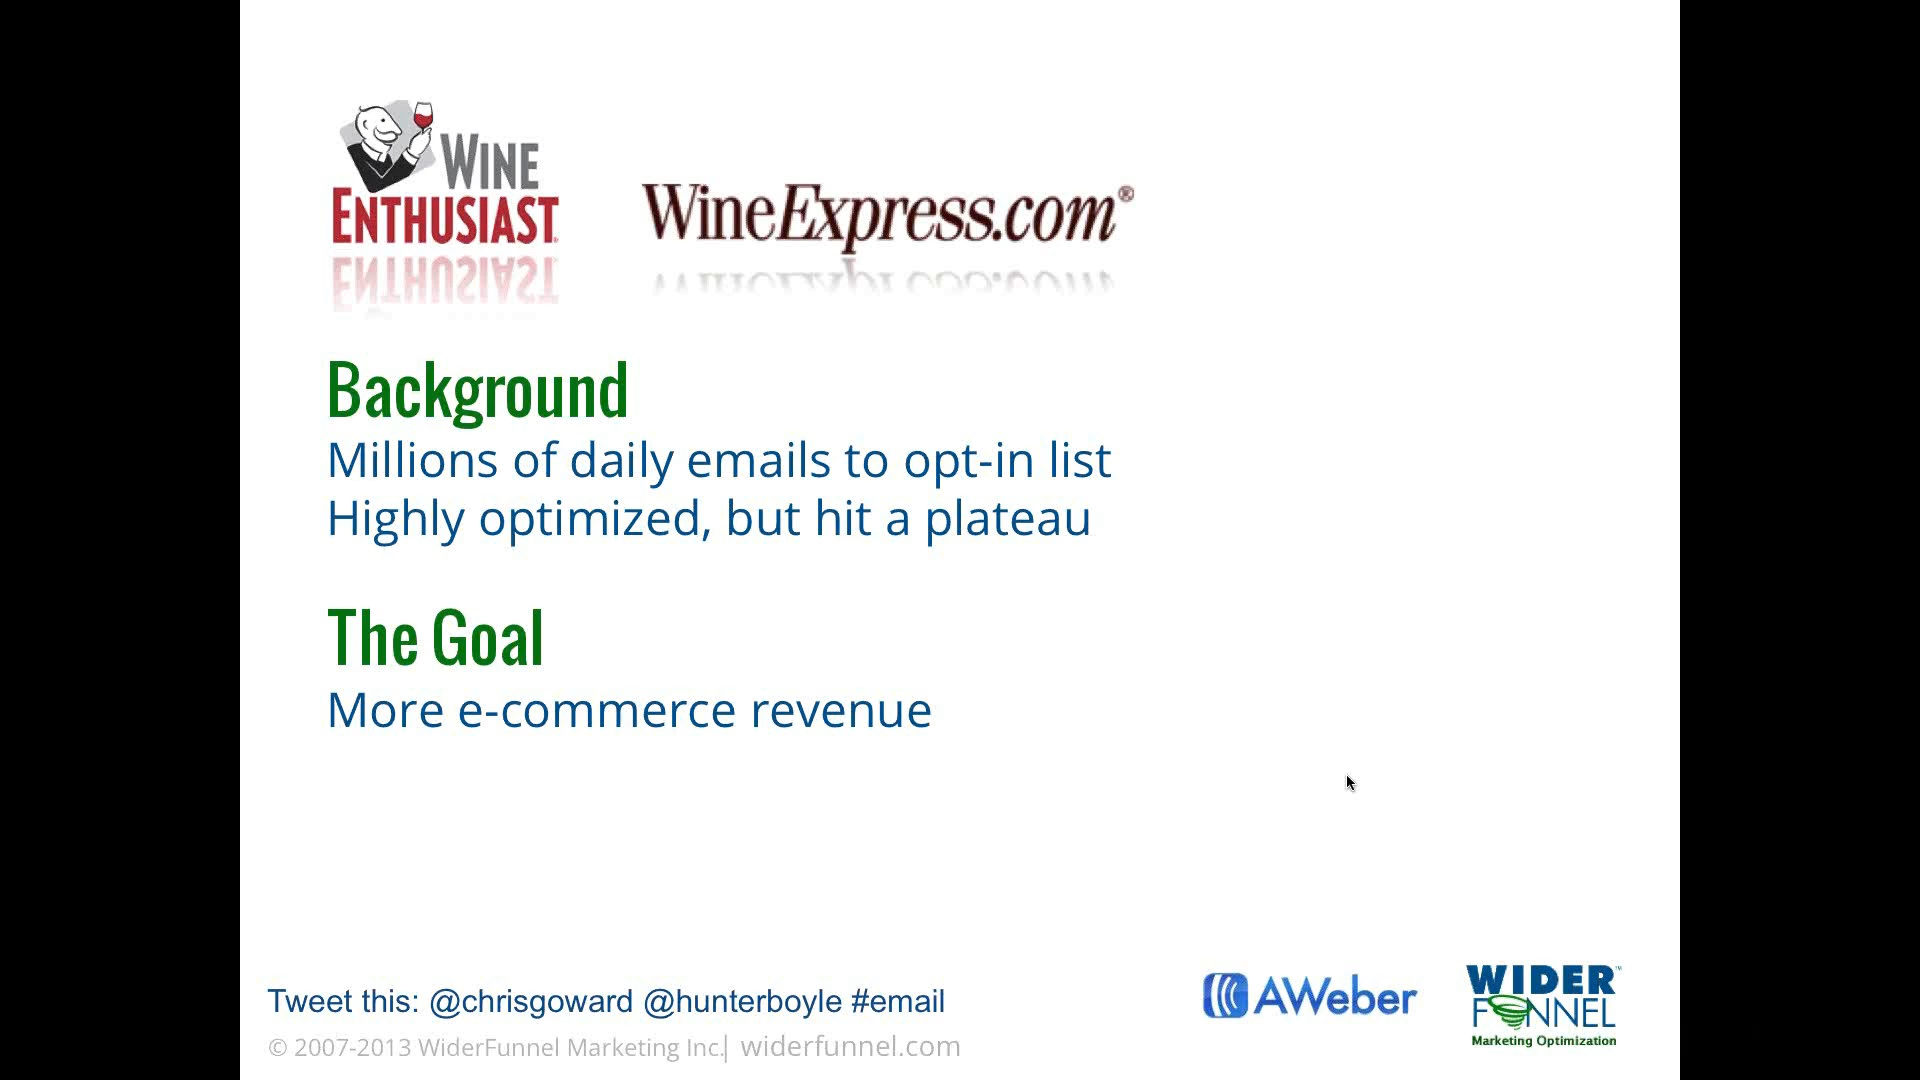 WINE
ENTHUSIAST
WineExpress.com®
Background
Millions of daily emails to opt-in list
Highly optimized, but hit a plateau
The Goal
More e-commerce revenue
Tweet this: @chrisgoward @hunterboyle #email
© 2007-2013 WiderFunnel Marketing Inc.| widerfunnel.com
AWeber
WIDER™
FUNNEL
Marketing Optimization